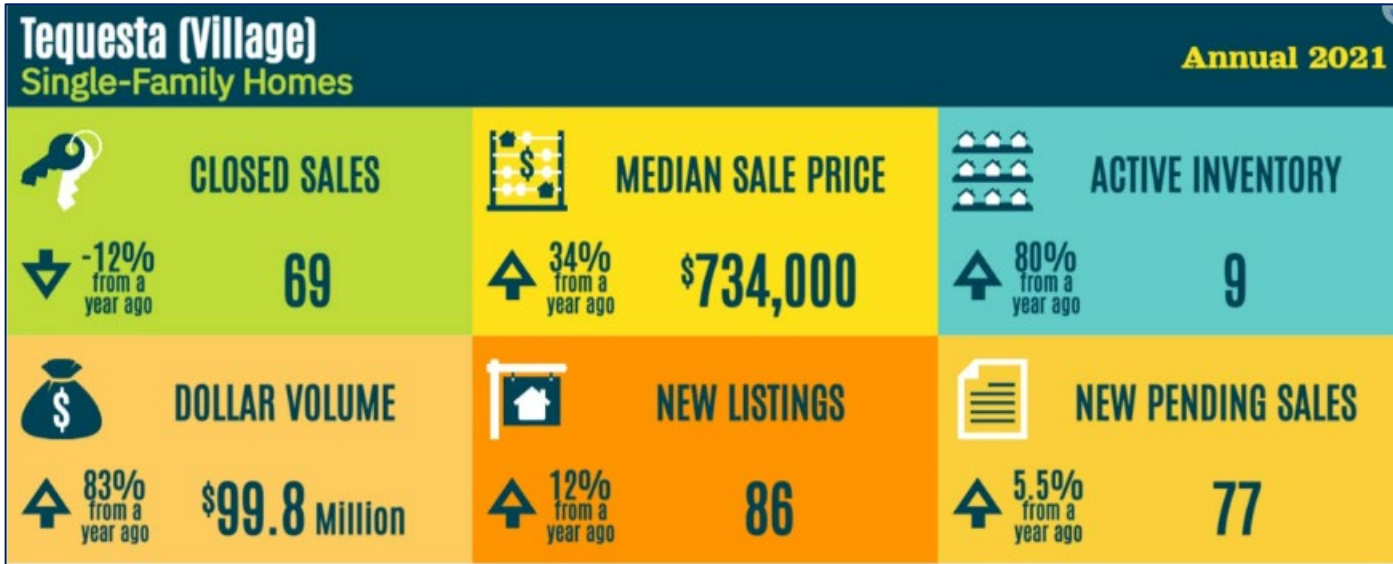 Tequesta (Village)
Single-Family Homes
Annual 2021
CLOSED SALES
-12%
from a
year ago
69
$
MEDIAN SALE PRICE
34%
from a
year ago
$734,000
ACTIVE INVENTORY
80%
from a
year ago
9
$
DOLLAR VOLUME
83%
from a
year ago
$99.8 Million
NEW LISTINGS
12%
from a
year ago
86
NEW PENDING SALES
5.5%
from a
year ago
77